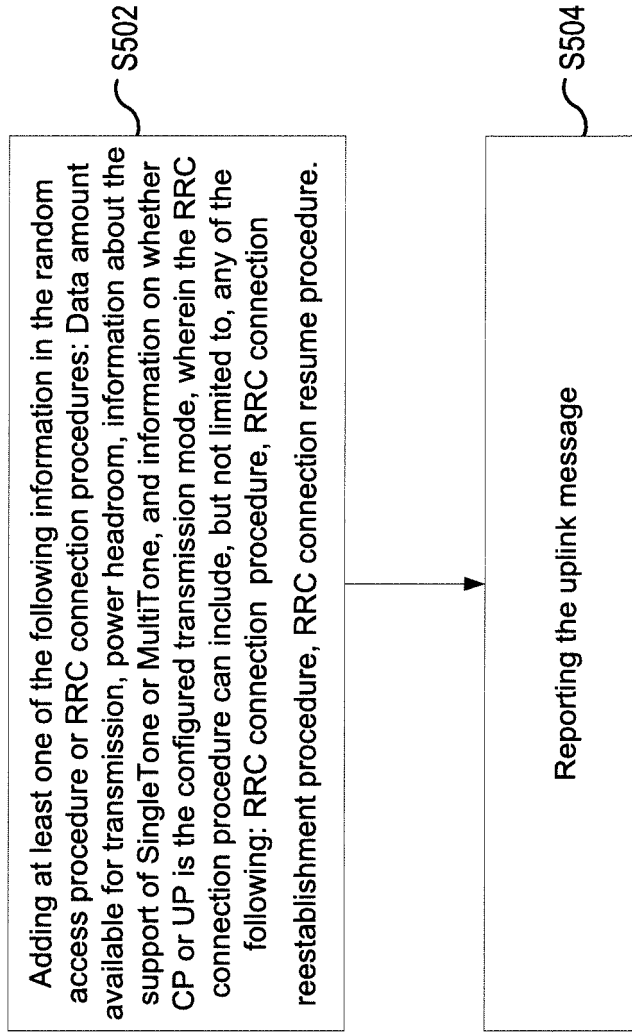 Adding at least one of the following information in the random
access procedure or RRC connection procedures: Data amount
available for transmission, power headroom, information about the
support of SingleTone or MultiTone, and information on whether
CP or UP is the configured transmission mode, wherein the RRC
connection procedure can include, but not limited to, any of the
following: RRC connection procedure, RRC connection
reestablishment procedure, RRC connection resume procedure.
S502
Reporting the uplink message
S504